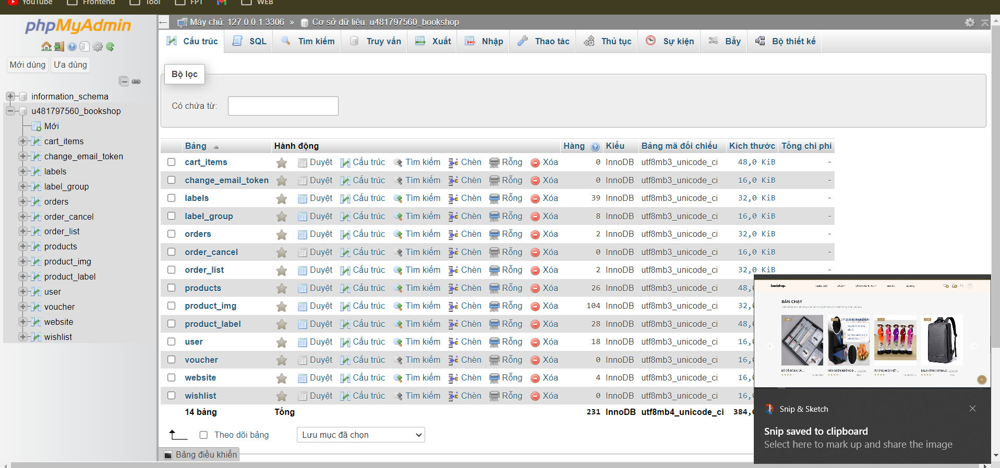 YouTube Frontend Tool FPT WEB
phpMyAdmin
Mới dùng Ưa dùng
information_schema
u481797560_bookshop
Mới
cart_items
change_email_token
labels
label_group
orders
order_cancel
order_list
products
product_img
product_label
user
voucher
website
wishlist
Máy chủ: 127.0.0.1:3306 » Cơ sở dữ liệu: u481797560_bookshop
Cấu trúc SQL Tìm kiếm Truy vấn Xuất Nhập Thao tác Thủ tục Sự kiện Bẫy Bộ thiết kế
Bộ lọc
Có chứa từ:
Bảng Hành động Hàng Kiểu Bảng mã đối chiếu Kích thước Tổng chi phí
cart_items Duyệt Cấu trúc Tìm kiếm Chèn Rỗng Xóa 0 InnoDB utf8mb3_unicode_ci 48,0 KiB -
change_email_token Duyệt Cấu trúc Tìm kiếm Chèn Rỗng Xóa 0 InnoDB utf8mb3_unicode_ci 16,0 KiB -
labels Duyệt Cấu trúc Tìm kiếm Chèn Rỗng Xóa 39 InnoDB utf8mb3_unicode_ci 32,0 KiB -
label_group Duyệt Cấu trúc Tìm kiếm Chèn Rỗng Xóa 8 InnoDB utf8mb3_unicode_ci 16,0 KiB -
orders Duyệt Cấu trúc Tìm kiếm Chèn Rỗng Xóa 2 InnoDB utf8mb3_unicode_ci 32,0 KiB -
order_cancel Duyệt Cấu trúc Tìm kiếm Chèn Rỗng Xóa 0 InnoDB utf8mb3_unicode_ci 16,0 KiB -
order_list Duyệt Cấu trúc Tìm kiếm Chèn Rỗng Xóa 2 InnoDB utf8mb3_unicode_ci 32,0 KiB -
products Duyệt Cấu trúc Tìm kiếm Chèn Rỗng Xóa 26 InnoDB utf8mb3_unicode_ci 48,
product_img Duyệt Cấu trúc Tìm kiếm Chèn Rỗng Xóa 104 InnoDB utf8mb3_unicode_ci 32,
product_label Duyệt Cấu trúc Tìm kiếm Chèn Rỗng Xóa 28 InnoDB utf8mb3_unicode_ci 48,
user Duyệt Cấu trúc Tìm kiếm Chèn Rỗng Xóa 18 InnoDB utf8mb3_unicode_ci 16,
voucher Duyệt Cấu trúc Tìm kiếm Chèn Rỗng Xóa 0 InnoDB utf8mb3_unicode_ci 16,
website Duyệt Cấu trúc Tìm kiếm Chèn Rỗng Xóa 4 InnoDB utf8mb3_unicode_ci 16,
wishlist Duyệt Cấu trúc Tìm kiếm Chèn Rỗng Xóa 0 InnoDB utf8mb3_unicode_ci 16,
14 bảng Tổng 231 InnoDB utf8mb4_unicode_ci 384,
Theo dõi bảng Lưu mục đã chọn
Bảng điều khiển
bookshop.
BÁN CHẠY
Snip & Sketch
Snip saved to clipboard
Select here to mark up and share the image